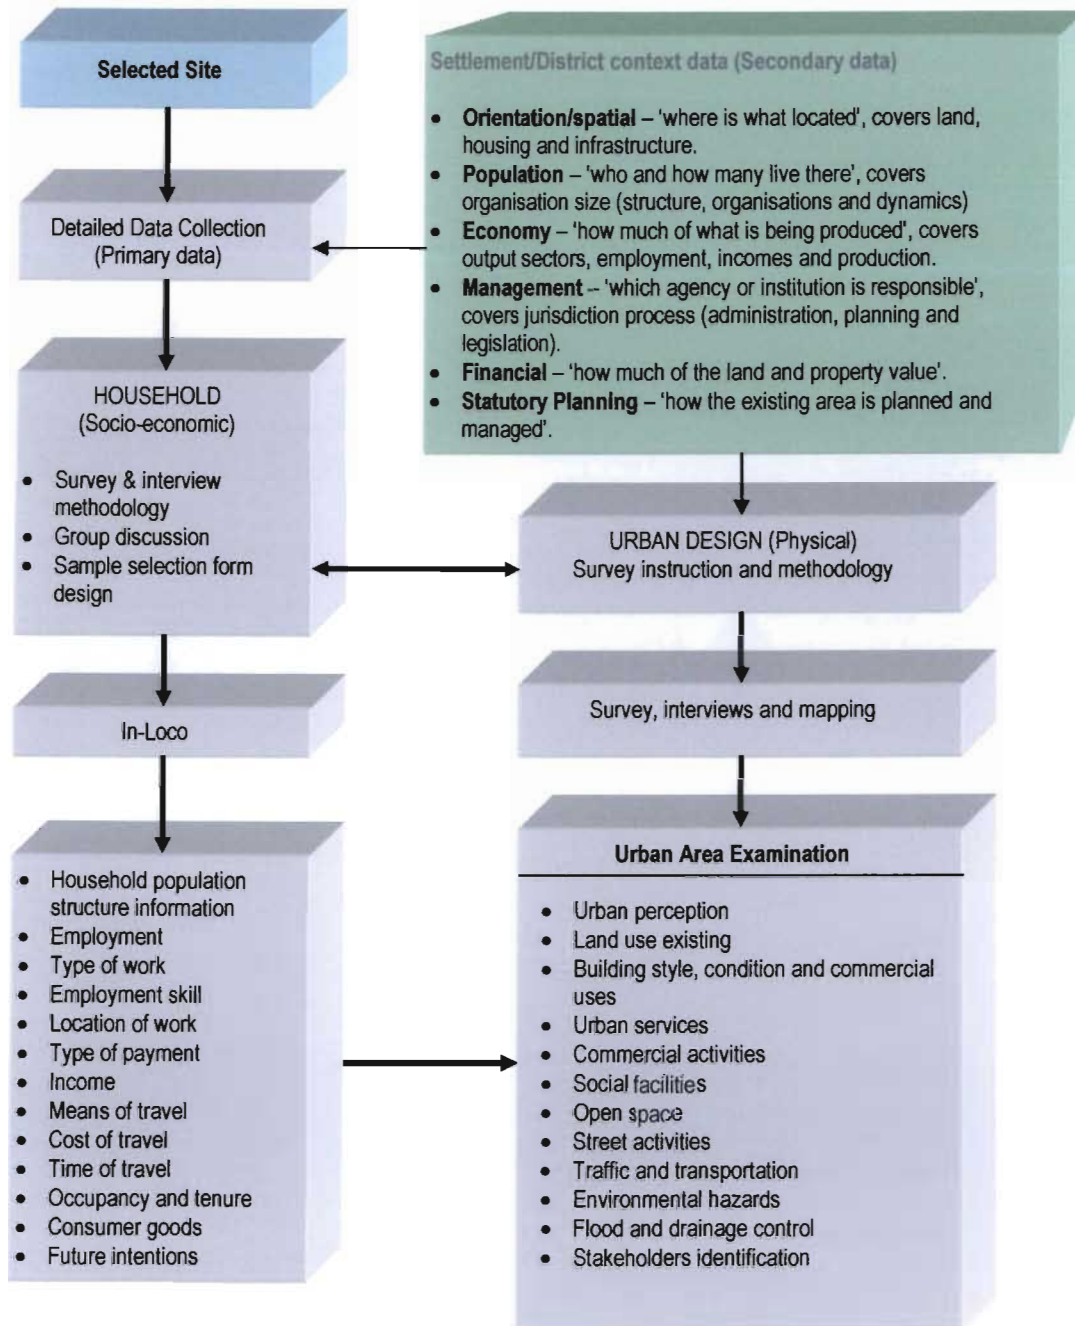 Selected Site
Detailed Data Collection
(Primary data)
HOUSEHOLD
(Socio-economic)
• Survey & interview
methodology
• Group discussion
• Sample selection form
design
In-Loco
• Household population
structure information
• Employment
• Type of work
• Employment skill
• Location of work
• Type of payment
• Income
• Means of travel
• Cost of travel
• Time of travel
• Occupancy and tenure
• Consumer goods
• Future intentions
Settlement/District context data (Secondary data)
• Orientation/spatial – 'where is what located', covers land,
housing and infrastructure.
• Population – 'who and how many live there', covers
organisation size (structure, organisations and dynamics)
• Economy – 'how much of what is being produced', covers
output sectors, employment, incomes and production.
• Management – 'which agency or institution is responsible',
covers jurisdiction process (administration, planning and
legislation).
• Financial – 'how much of the land and property value'.
• Statutory Planning – 'how the existing area is planned and
managed'.
URBAN DESIGN (Physical)
Survey instruction and methodology
Survey, interviews and mapping
Urban Area Examination
• Urban perception
• Land use existing
• Building style, condition and commercial
uses
• Urban services
• Commercial activities
• Social facilities
• Open space
• Street activities
• Traffic and transportation
• Environmental hazards
• Flood and drainage control
• Stakeholders identification